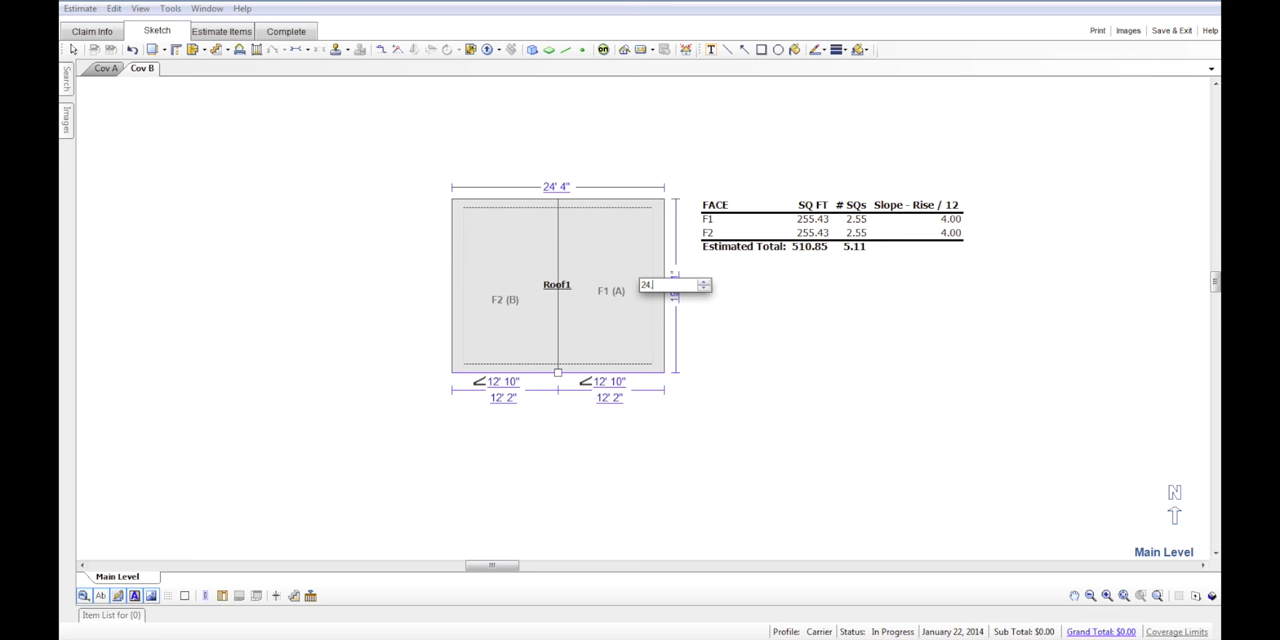 Estimate Edit View Tools Window Help
Claim Info Sketch Estimate Items Complete
Print Images Save & Exit Help
Cov A Cov B
Search
Images
24' 4"
FACE SQ FT # SQs Slope - Rise / 12
F1 255.43 2.55 4.00
F2 255.43 2.55 4.00
Estimated Total: 510.85 5.11
Roof1
24.
F2 (B)
F1 (A)
12' 10" 12' 10"
12' 2" 12' 2"
N
Main Level
Main Level
Ab A
Item List for (0)
Profile: Carrier Status: In Progress January 22, 2014 Sub Total: $0.00 Grand Total: $0.00 Coverage Limits